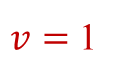 v = 1